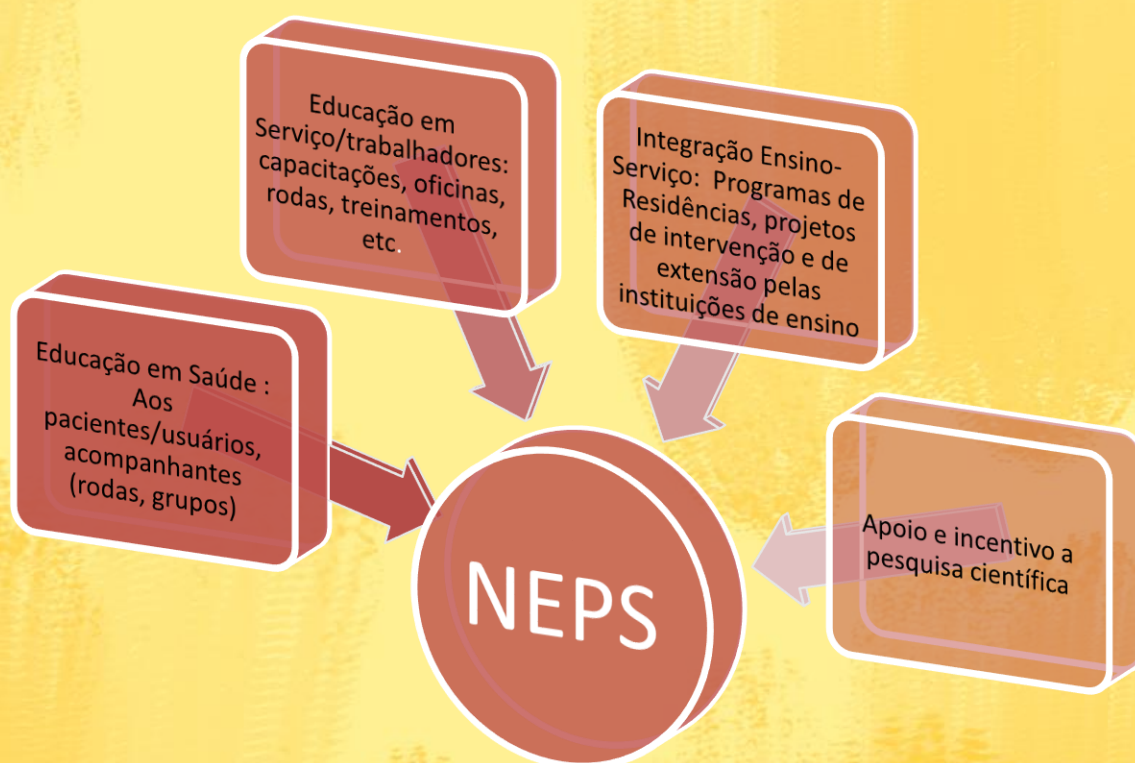 Educação em
Serviço/trabalhadores:
capacitações, oficinas,
rodas, treinamentos,
etc.
Integração Ensino-
Serviço: Programas de
Residências, projetos
de intervenção e de
extensão pelas
instituições de ensino
Educação em Saúde :
Aos
pacientes/usuários,
acompanhantes
(rodas, grupos)
Apoio e incentivo a
pesquisa científica
NEPS